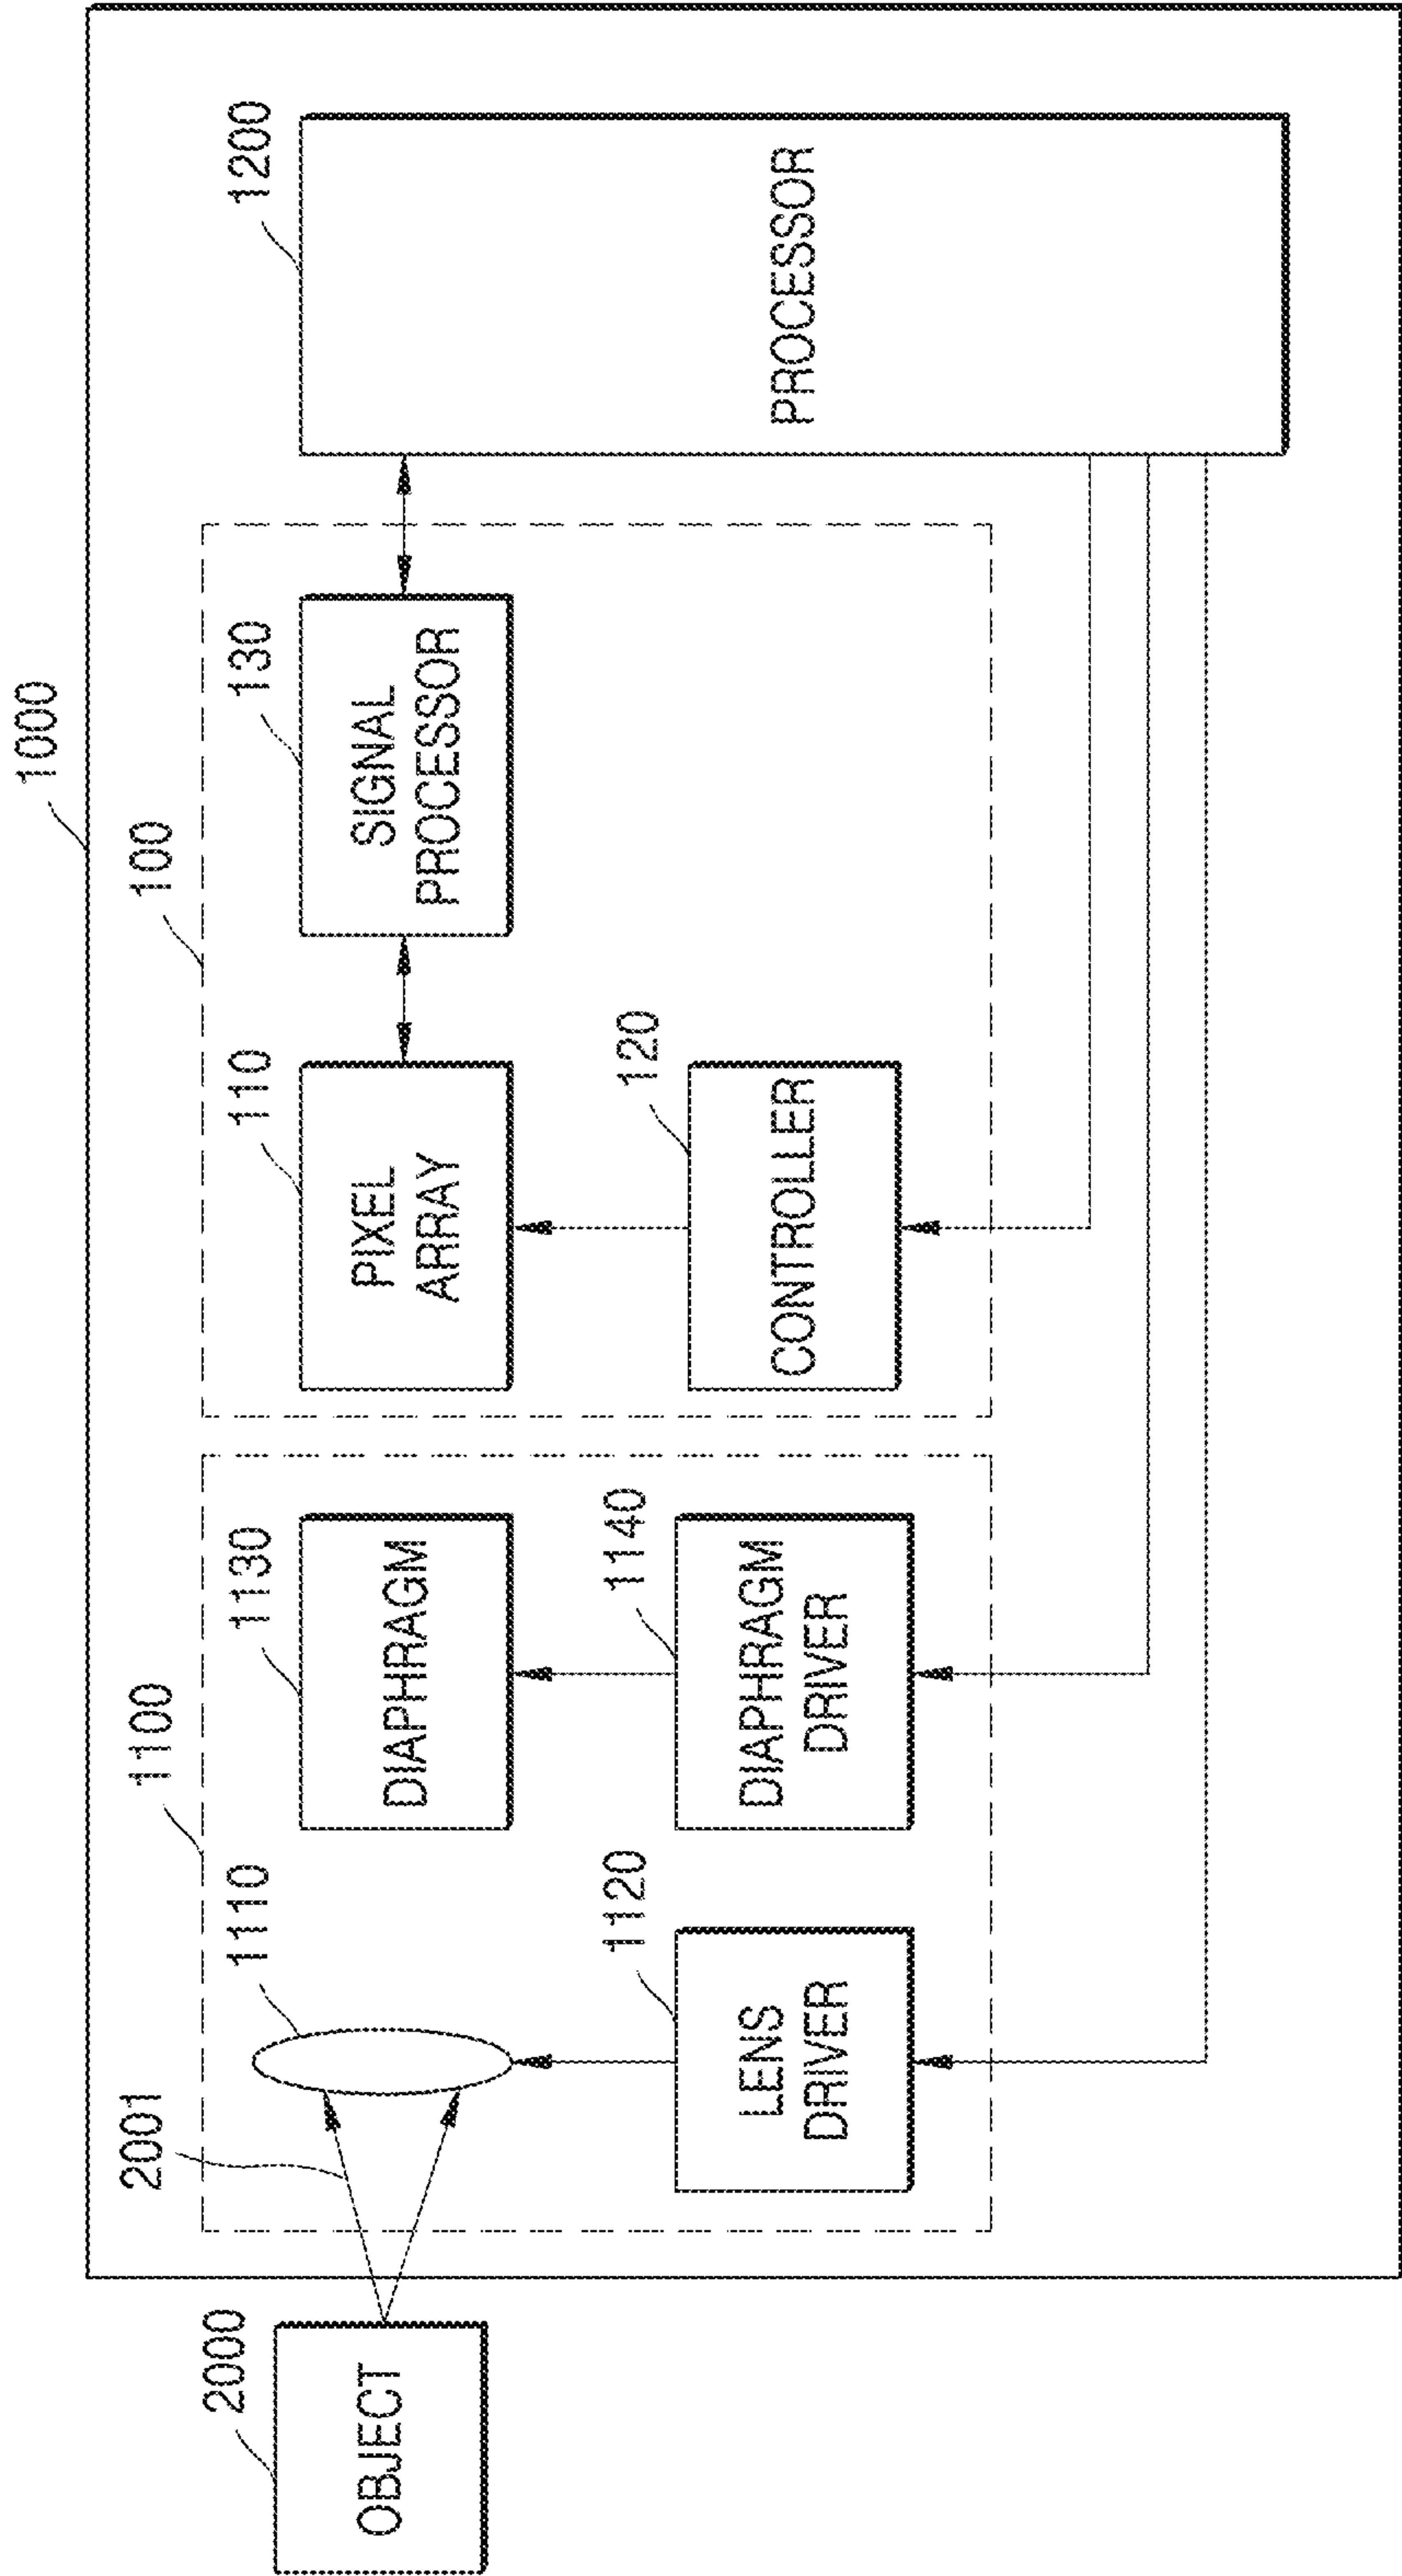 1000
1100
100
2000
2001
1110
1130
110
130
1200
OBJECT
DIAPHRAGM
PIXEL
ARRAY
SIGNAL
PROCESSOR
PROCESSOR
1120
1140
120
LENS
DRIVER
DIAPHRAGM
DRIVER
CONTROLLER